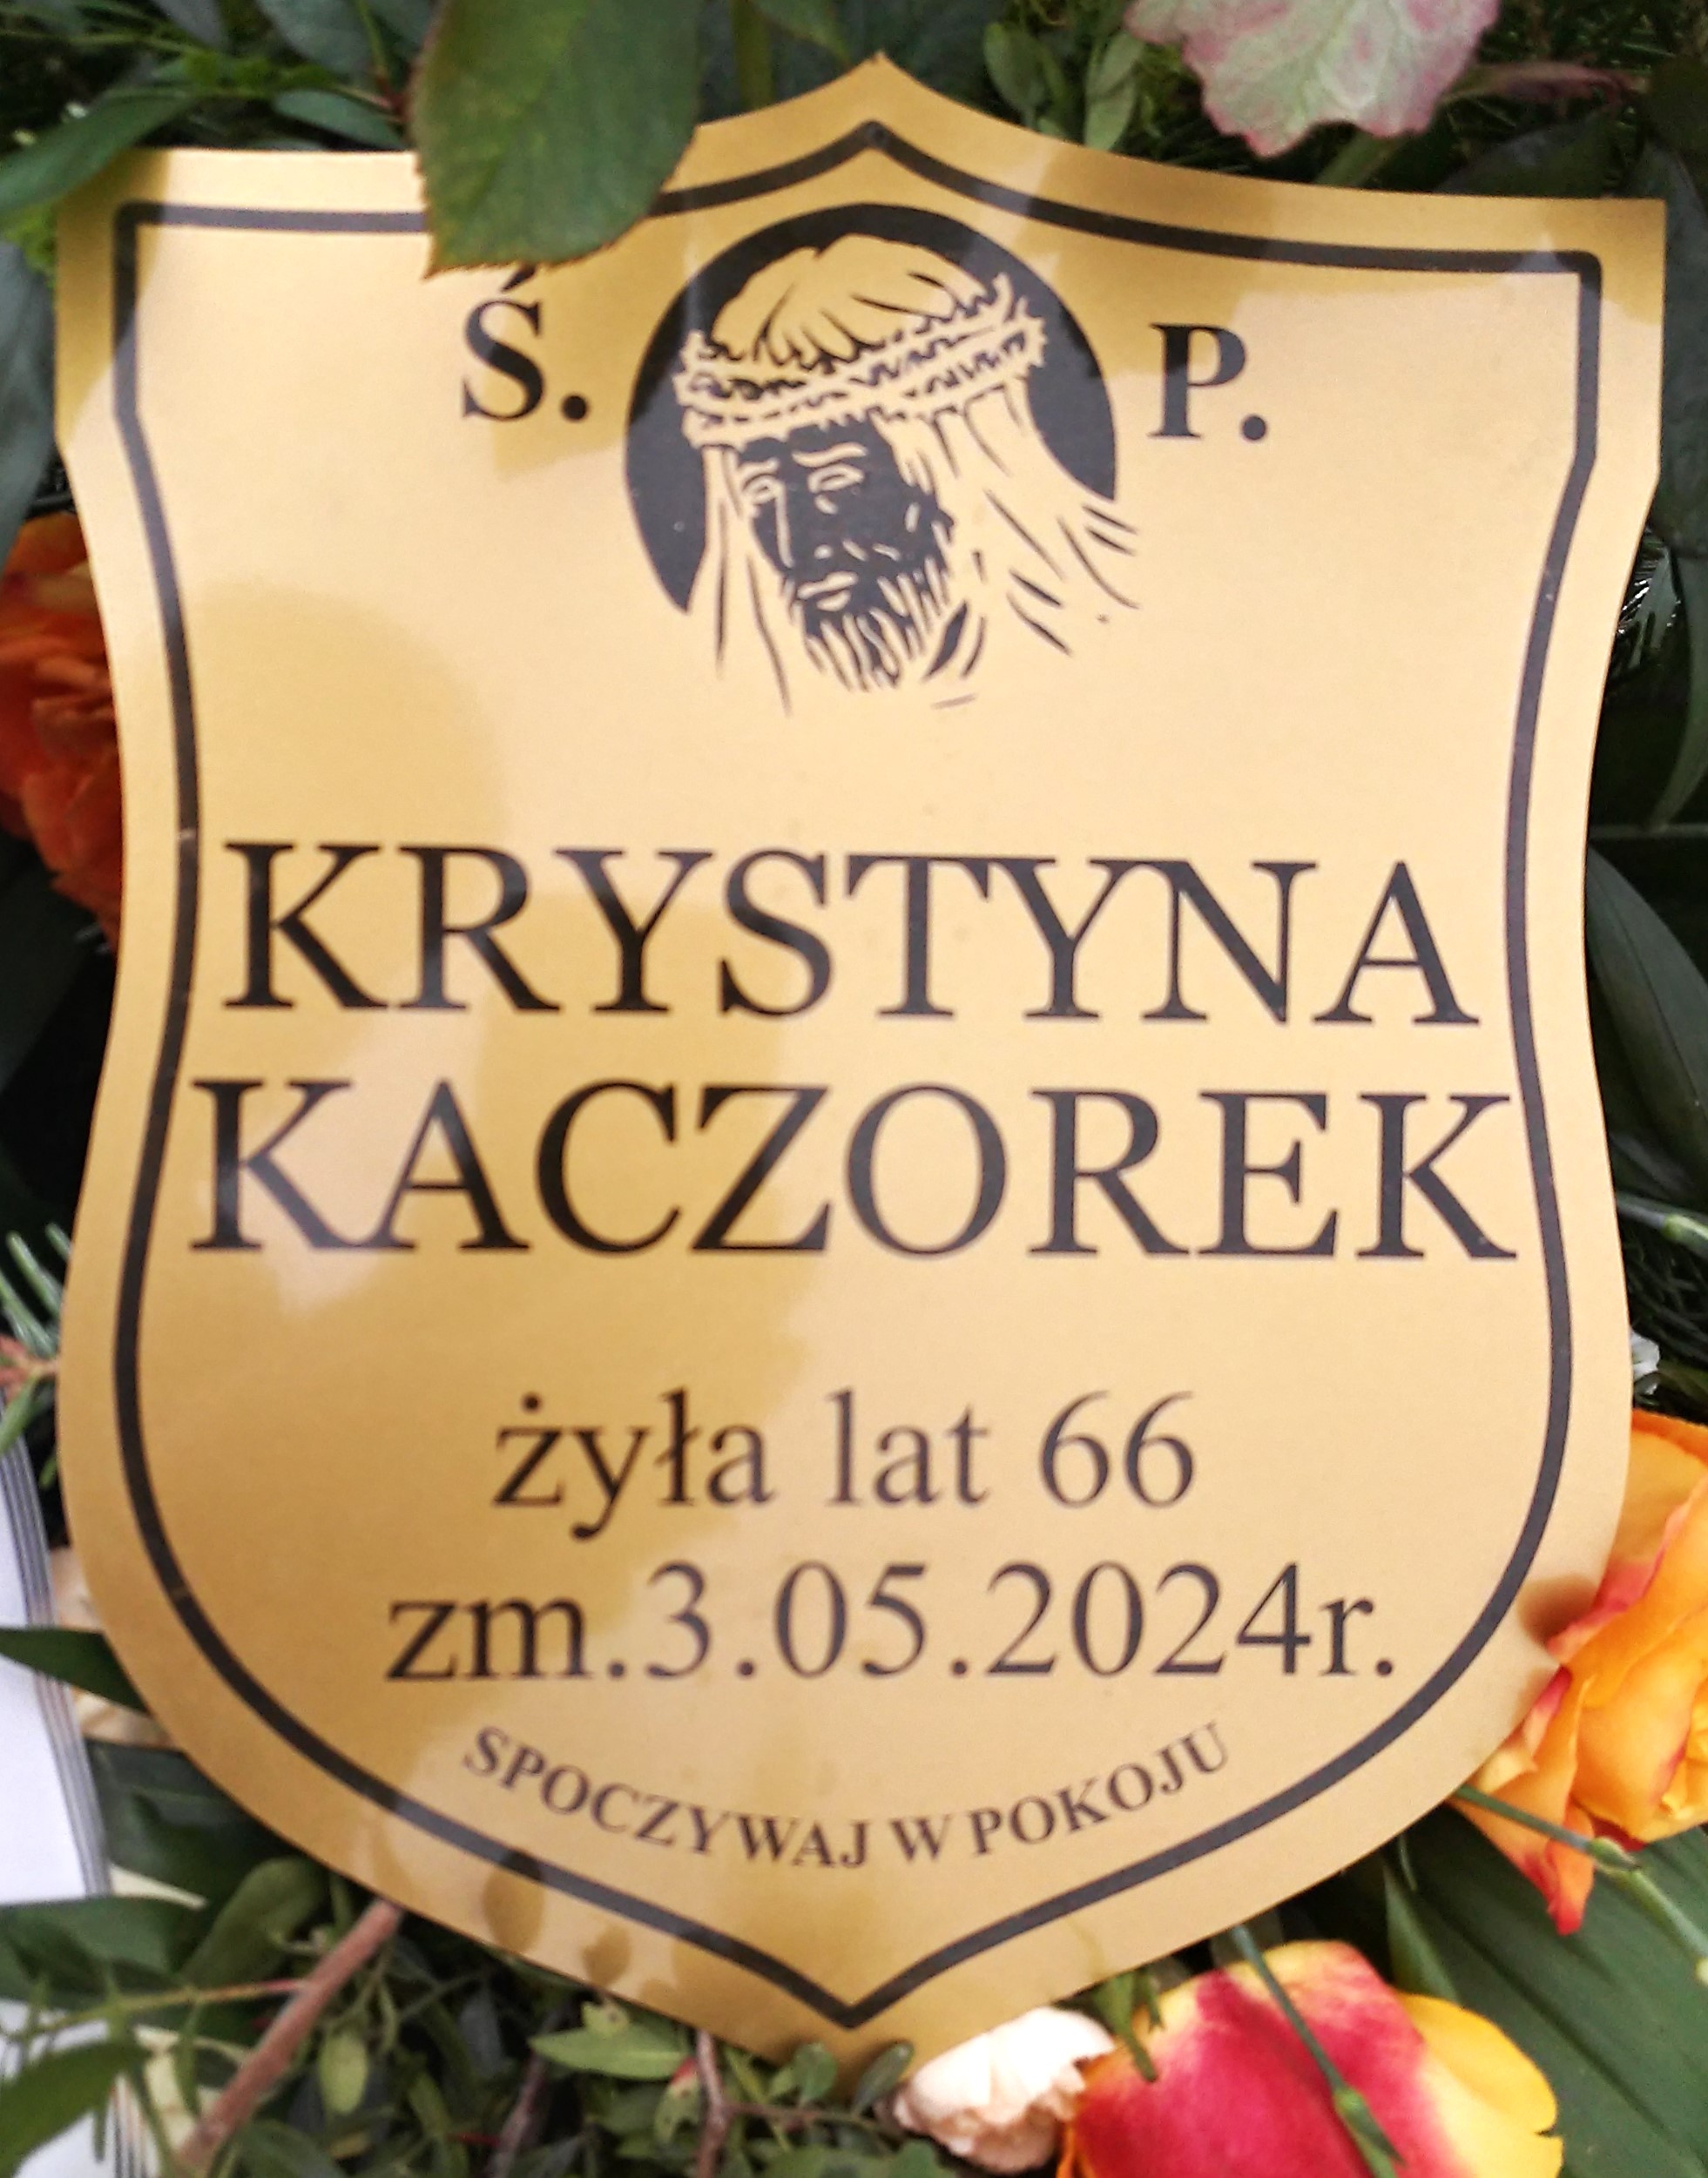 Ś. P.
KRYSTYNA
KACZOREK
żyła lat 66
zm.3.05.2024r.
SPOCZYWAJ W POKOJU